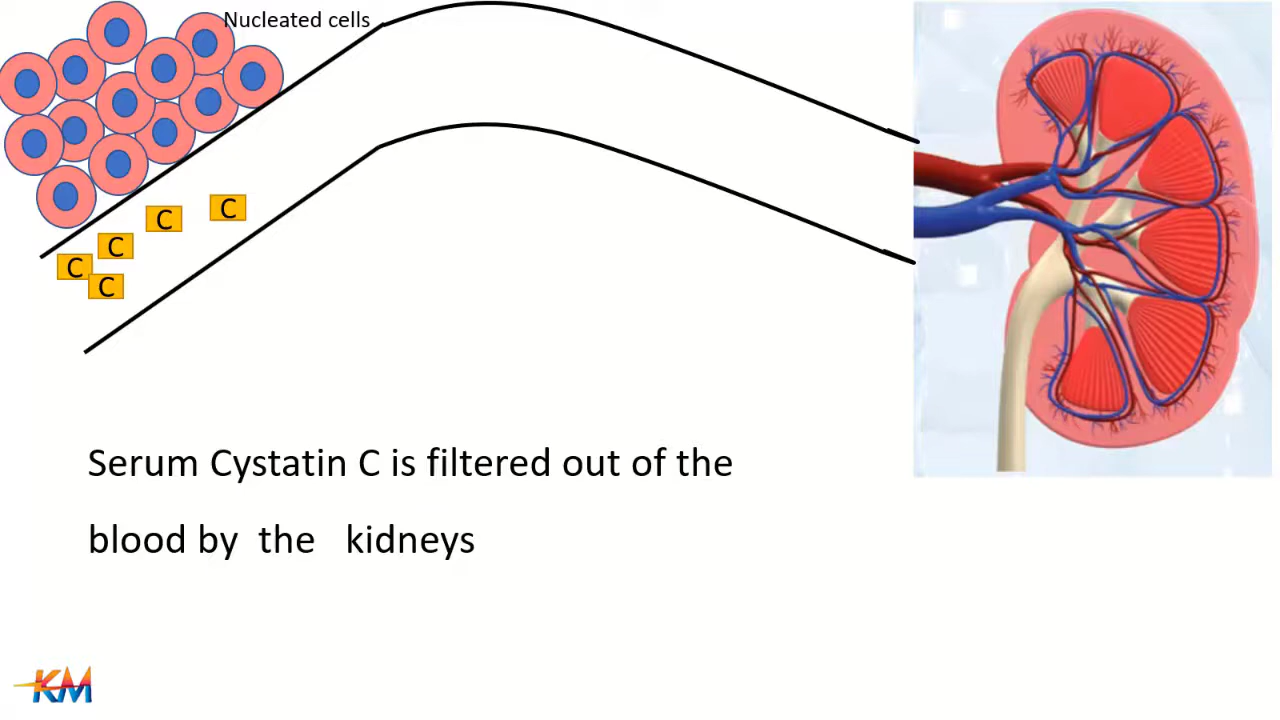 Nucleated cells
C
C
C
C
C
Serum Cystatin C is filtered out of the
blood by the kidneys
KM